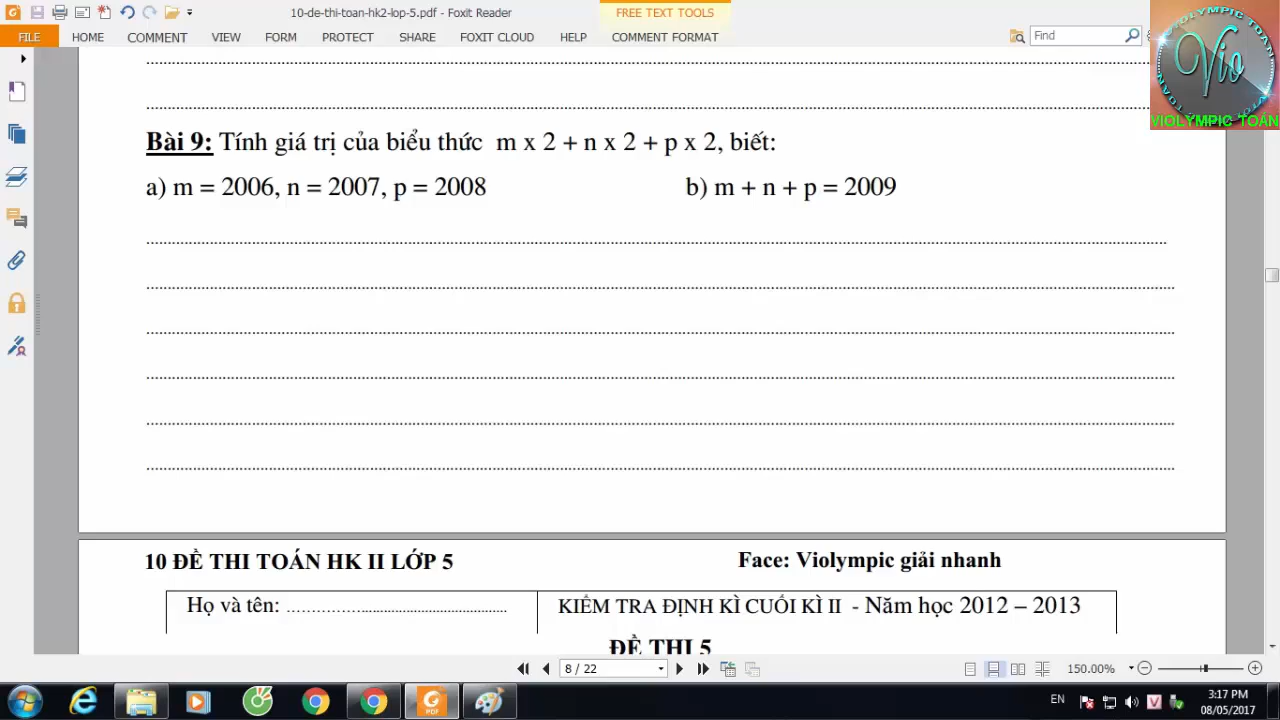 10-de-thi-toan-hk2-lop-5.pdf - Foxit Reader
FREE TEXT TOOLS
FILE HOME COMMENT VIEW FORM PROTECT SHARE FOXIT CLOUD HELP COMMENT FORMAT
Find
VIOLYMPIC TOAN
Vio
VIOLYMPIC TOÁN
Bài 9: Tính giá trị của biểu thức m x 2 + n x 2 + p x 2, biết:
a) m = 2006, n = 2007, p = 2008
b) m + n + p = 2009
10 ĐỀ THI TOÁN HK II LỚP 5
Face: Violympic giải nhanh
Họ và tên: ........................................................
KIỂM TRA ĐỊNH KÌ CUỐI KÌ II - Năm học 2012 – 2013
ĐỀ THI 5
8 / 22
150.00%
PDF
EN
3:17 PM
08/05/2017